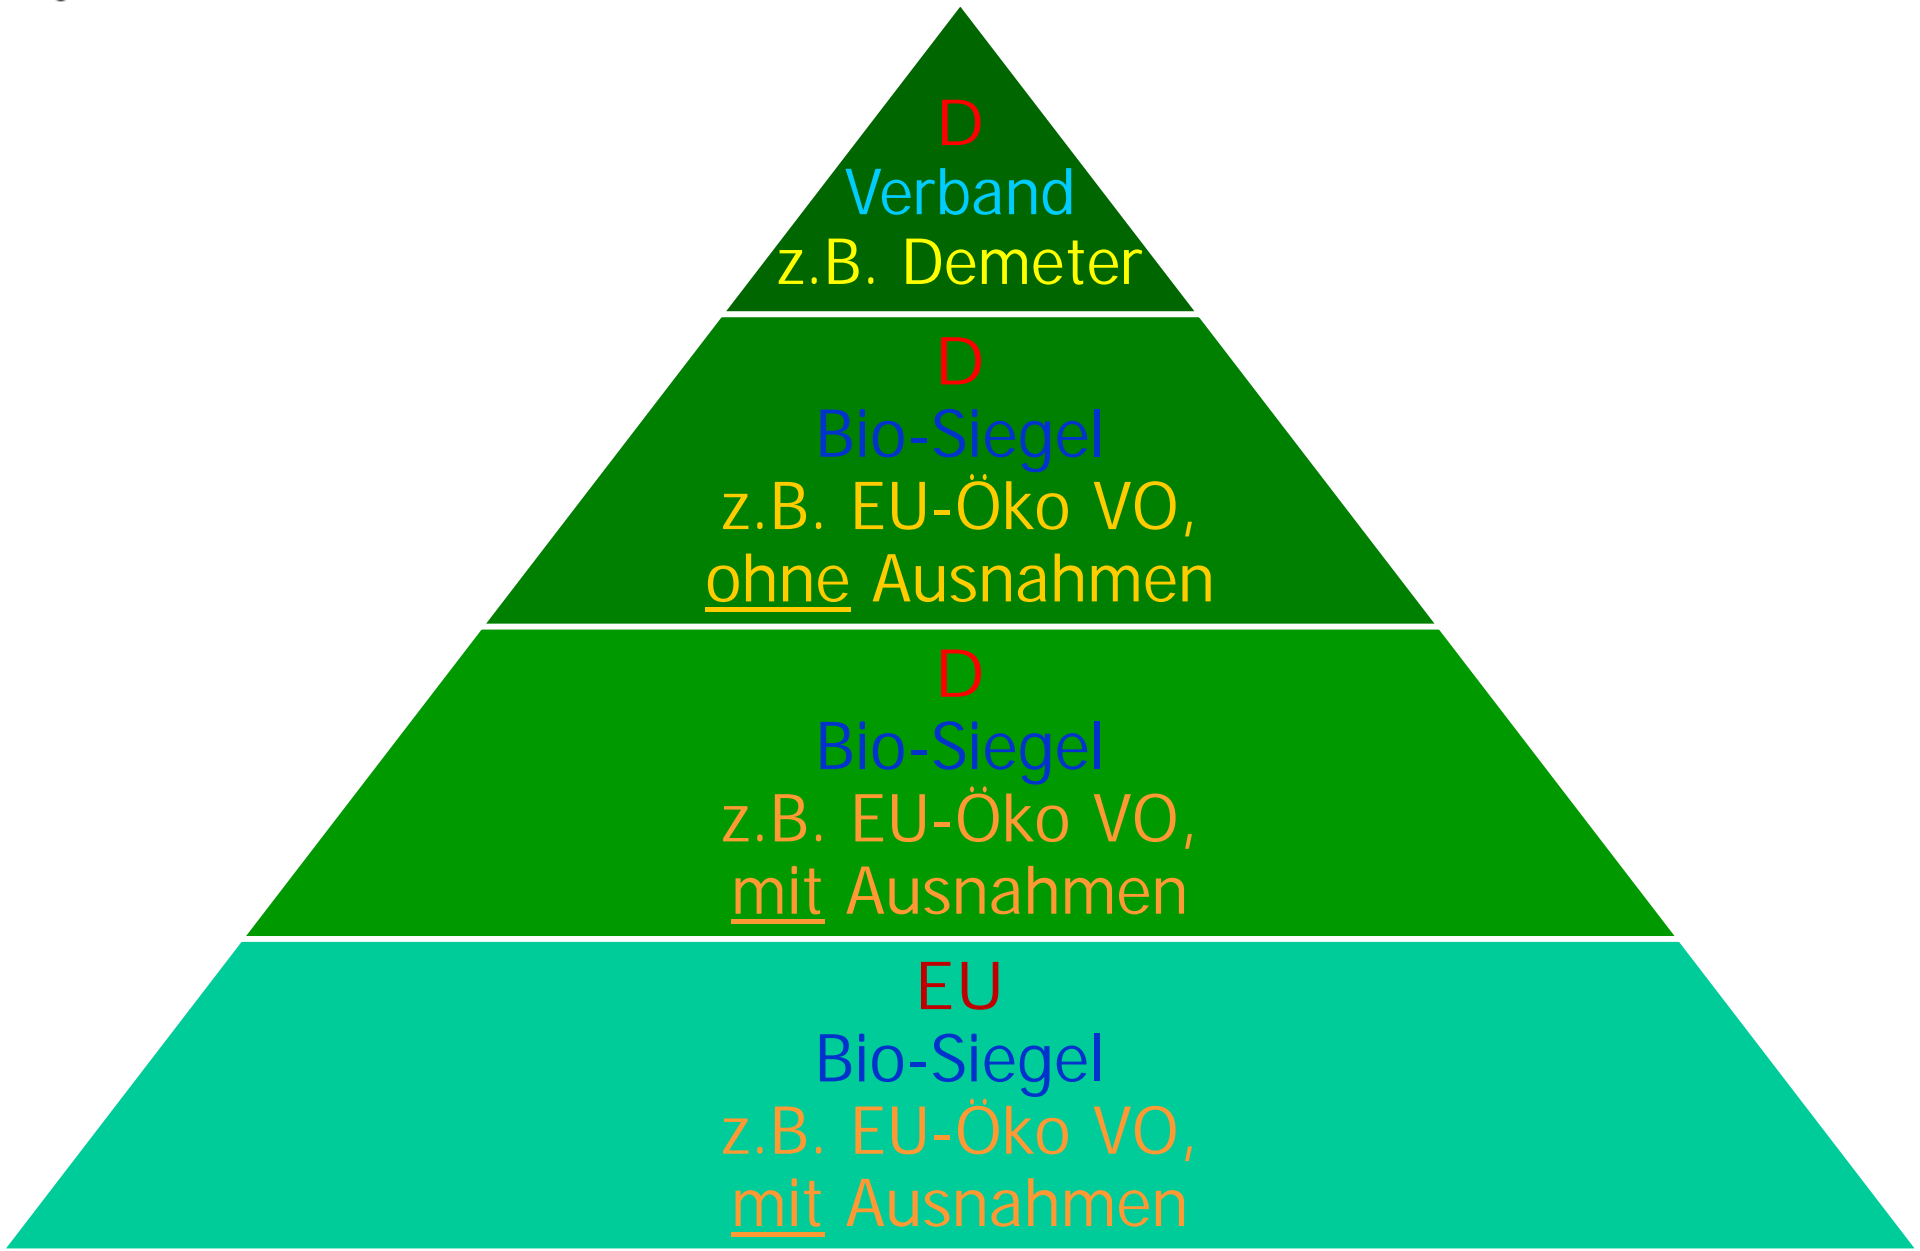 D
Verband
z.B. Demeter
D
Bio-Siegel
z.B. EU-Öko VO,
ohne Ausnahmen
D
Bio-Siegel
z.B. EU-Öko VO,
mit Ausnahmen
EU
Bio-Siegel
z.B. EU-Öko VO,
mit Ausnahmen